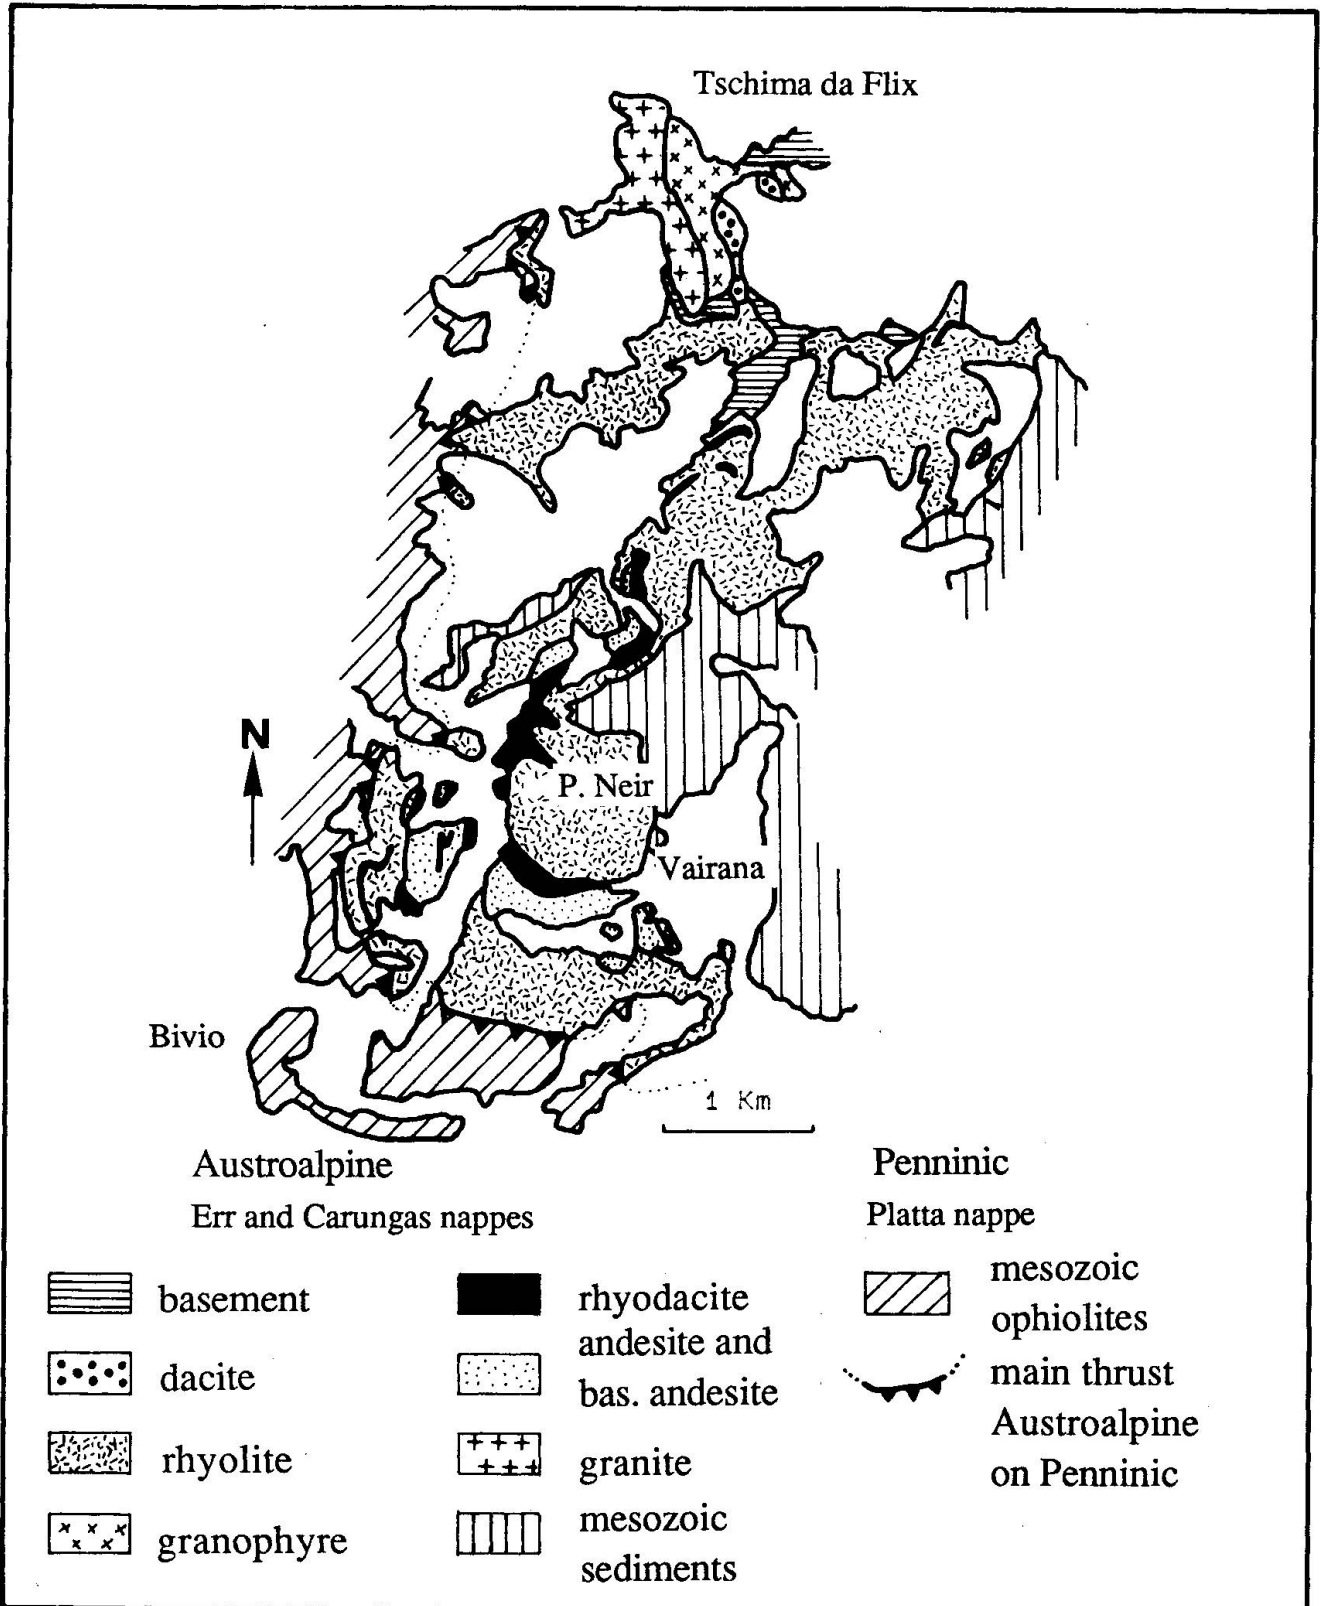 Tschima da Flix
N
P. Neir
Vairana
Bivio
1 Km
Austroalpine
Err and Carungas nappes
basement
dacite
rhyolite
granophyre
rhyodacite
andesite and
bas. andesite
granite
mesozoic
sediments
Penninic
Platta nappe
mesozoic
ophiolites
main thrust
Austroalpine
on Penninic